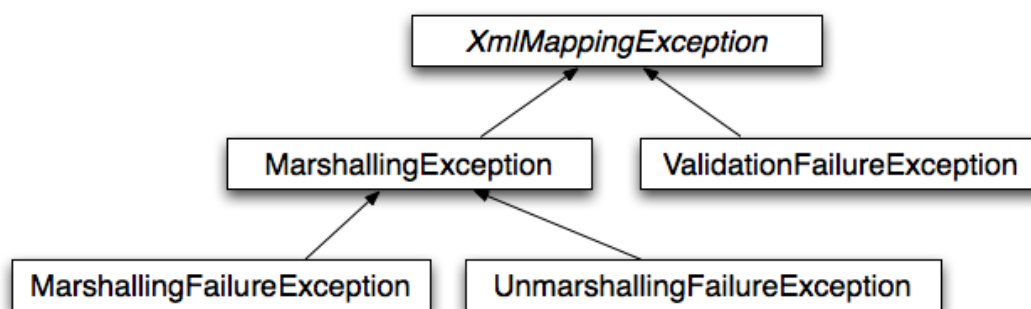 XmlMappingException
MarshallingException
ValidationFailureException
MarshallingFailureException
UnmarshallingFailureException